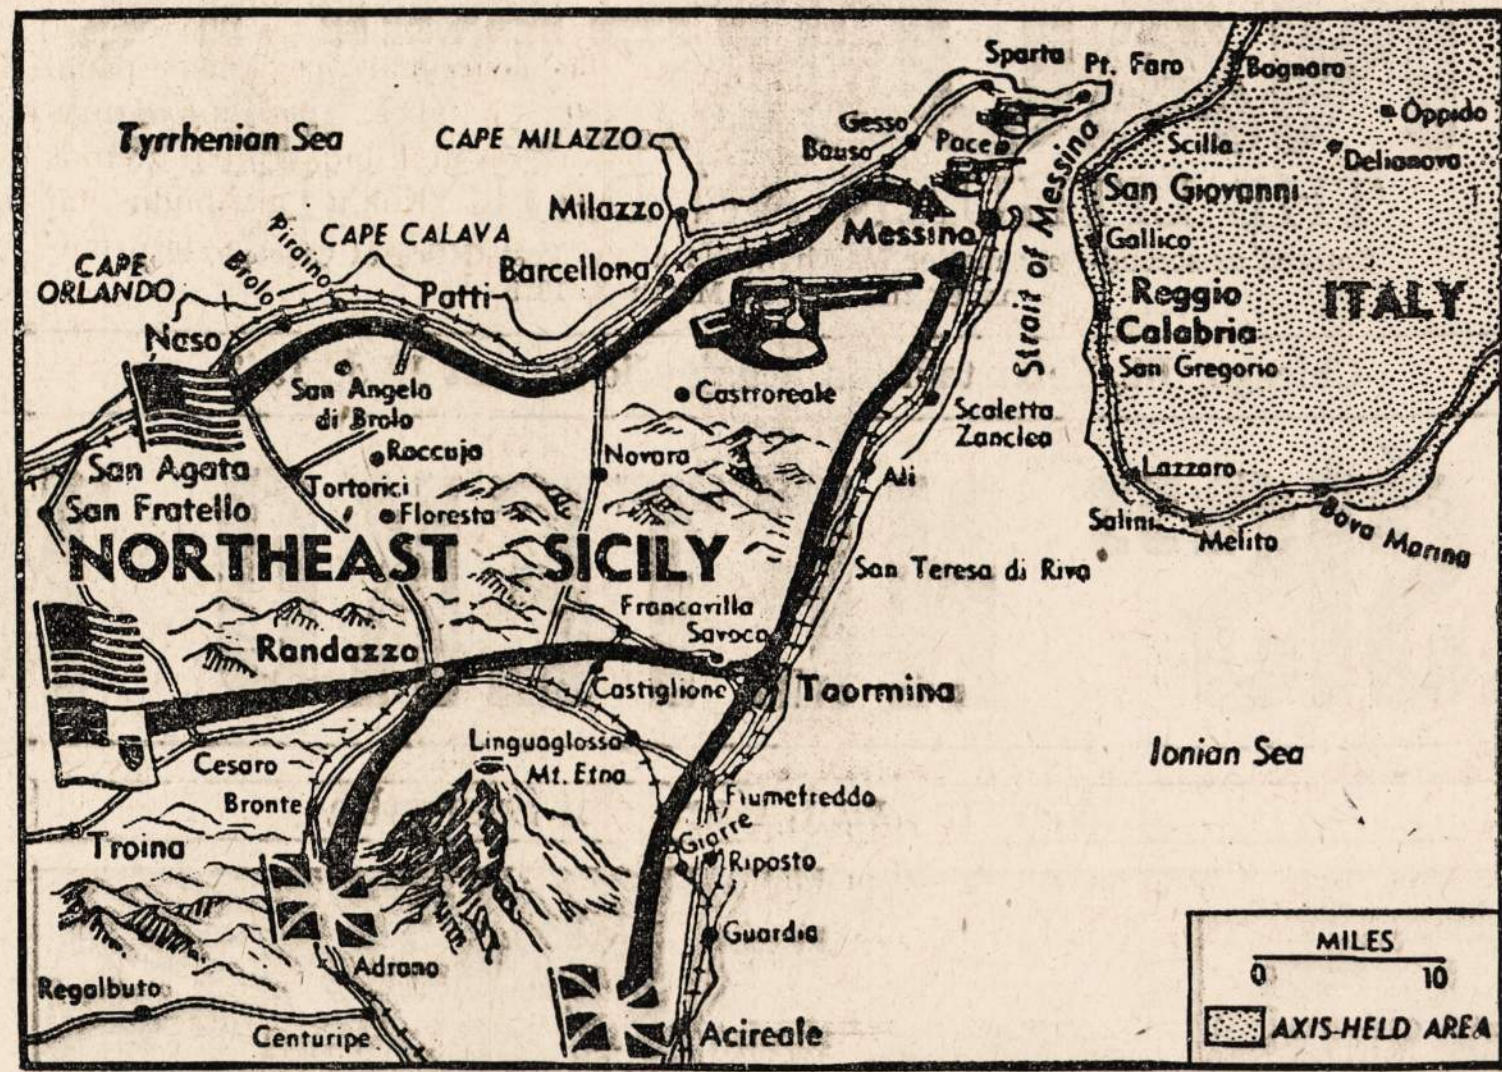 Sparta
Pt. Faro
Bagnara
Oppido
Tyrrhenian Sea
CAPE MILAZZO
Gesso
Bauso
Pace
Scilla
Delianova
San Giovanni
Milazzo
Messina
Strait of Messina
Gallico
CAPE CALAVA
Piraino
Brolo
CAPE
ORLANDO
Barcellona
Patti
Reggio
Calabria
ITALY
Naso
San Angelo
di Brolo
San Gregorio
Castroreale
Scaletta
Zanclea
San Agata
Raccuja
Novara
Ali
Lazzaro
Tortorici
San Fratello
Floresta
Salini
Melito
Bova Marina
NORTHEAST SICILY
San Teresa di Riva
Francavilla
Savoca
Randazzo
Castiglione
Taormina
Linguaglossa
Mt. Etna
Ionian Sea
Cesaro
Bronte
Fiumefreddo
Giarre
Troina
Riposto
Guardia
Adrano
Regalbuto
Centuripe
Acireale
MILES
0 10
AXIS-HELD AREA